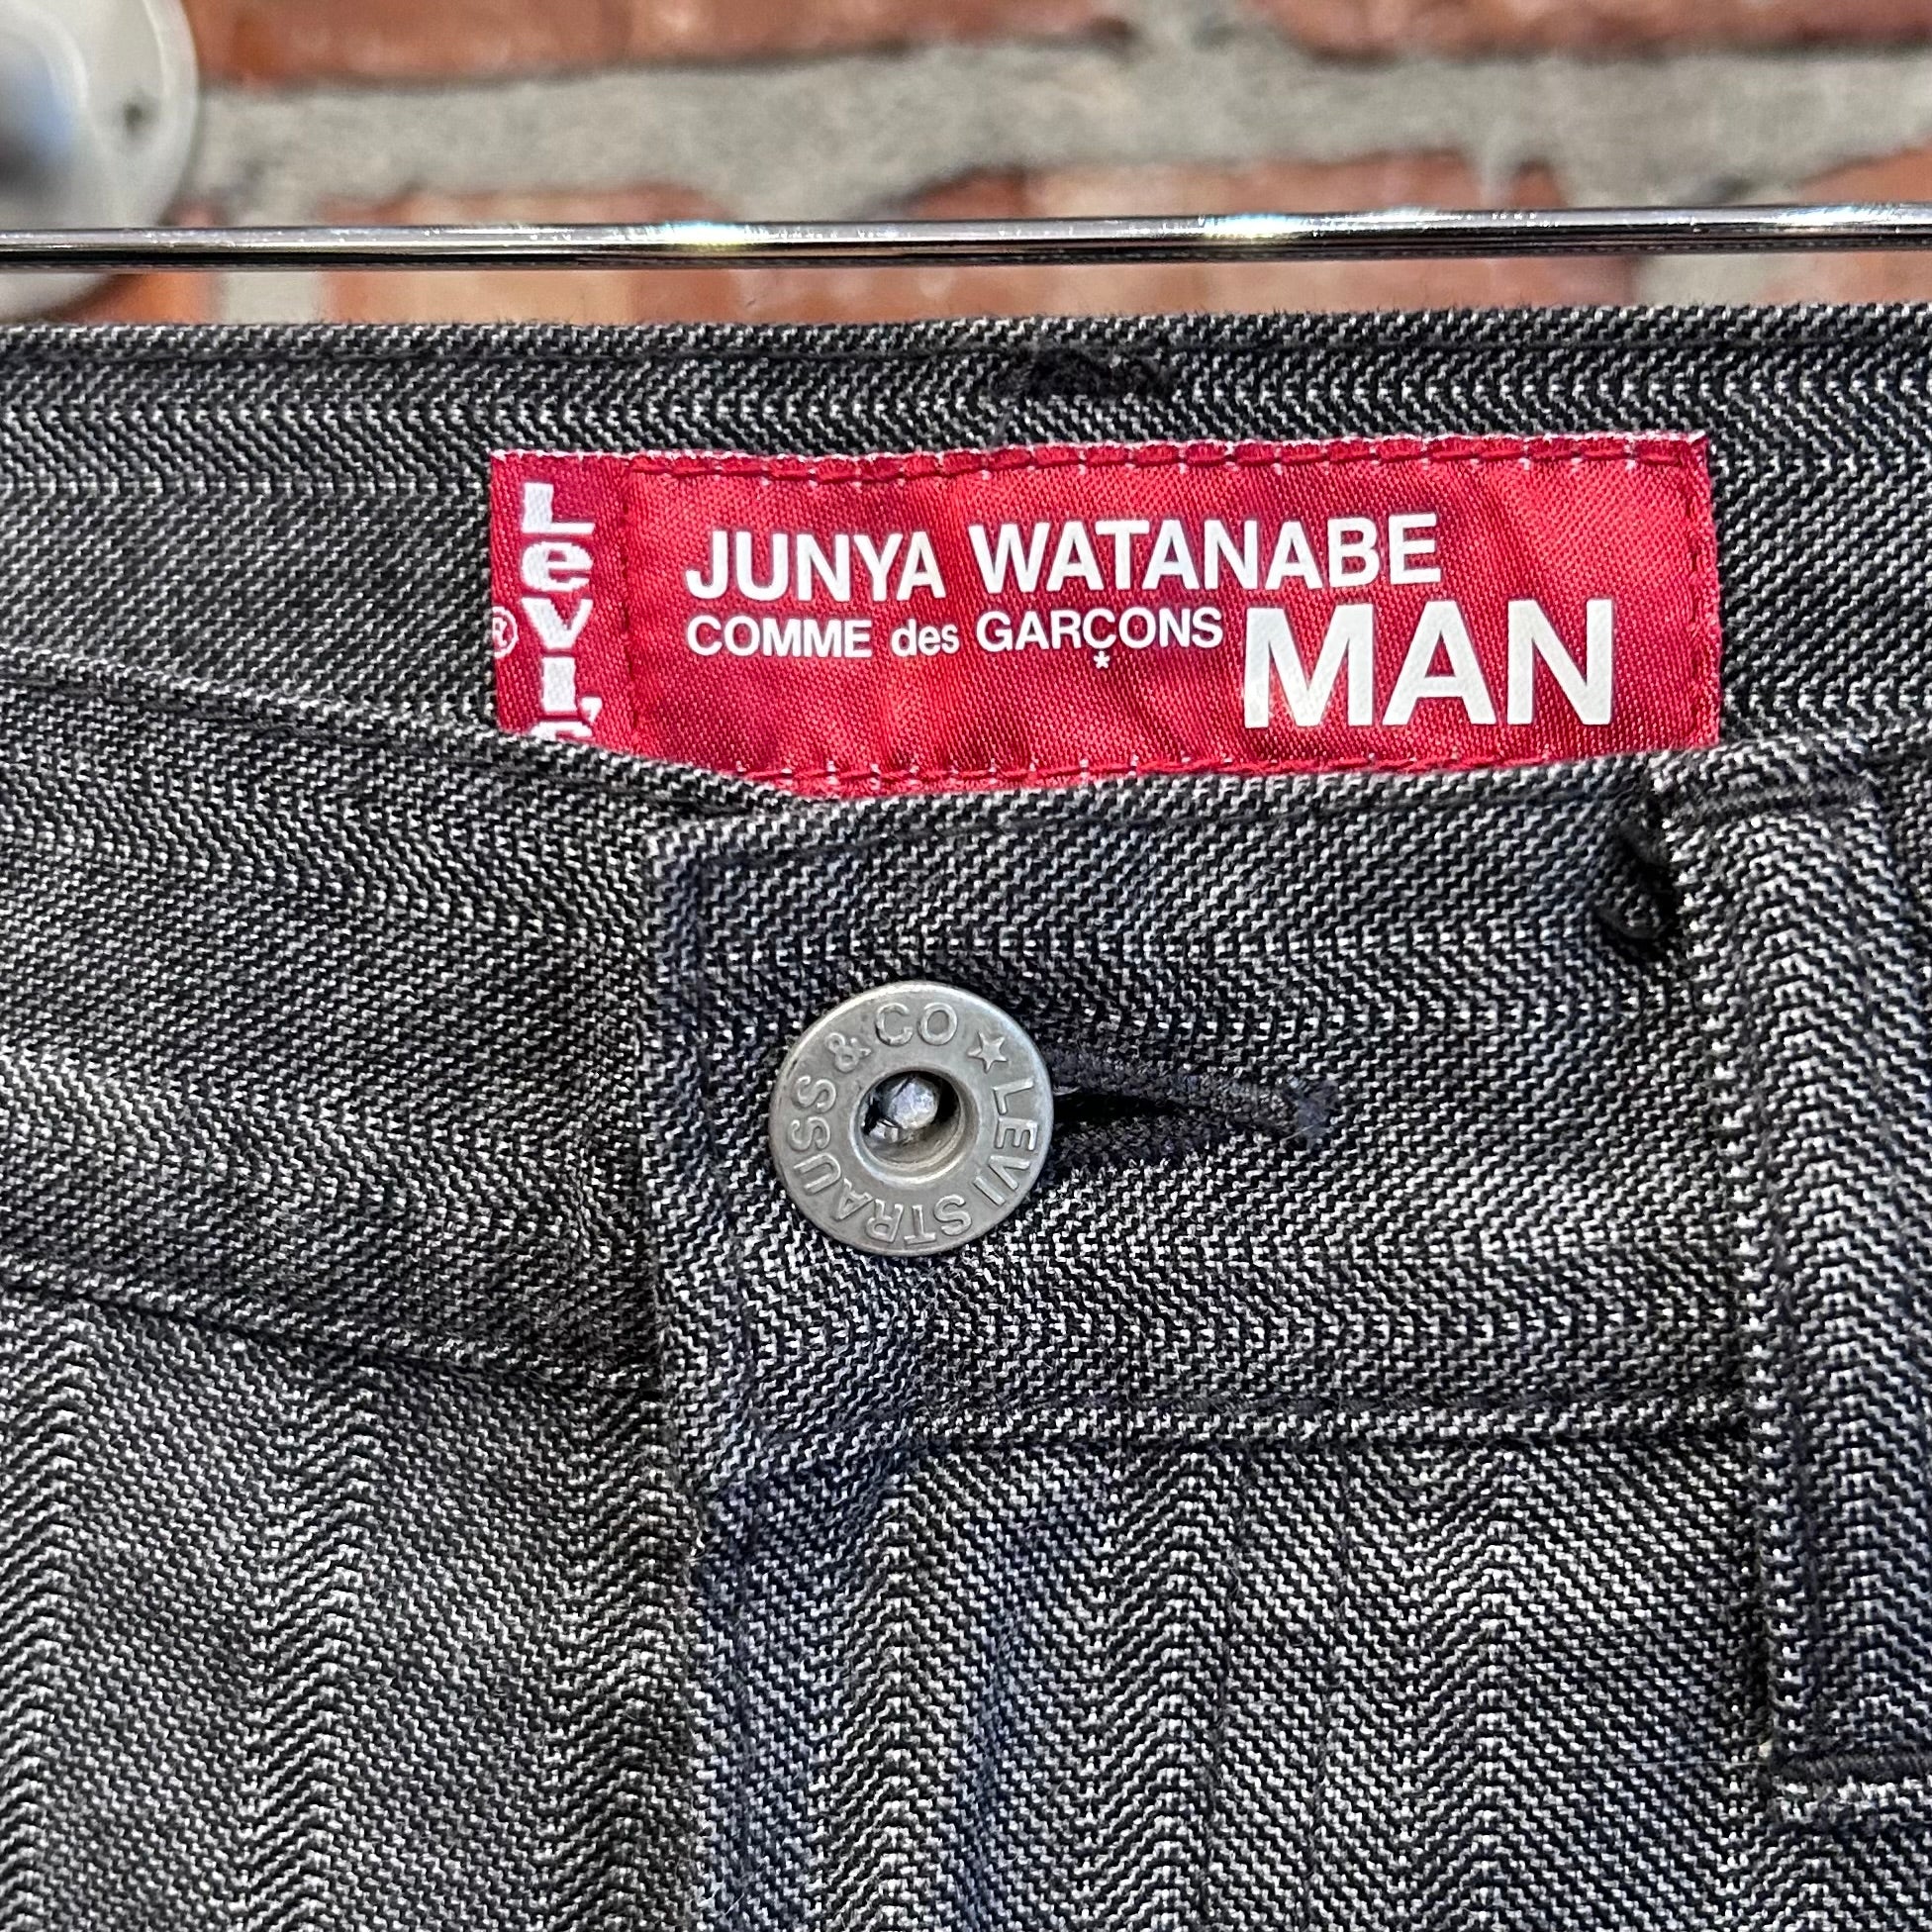 Levi's
®
JUNYA WATANABE
COMME des GARÇONS
*
MAN
LEVI STRAUSS & CO ☆